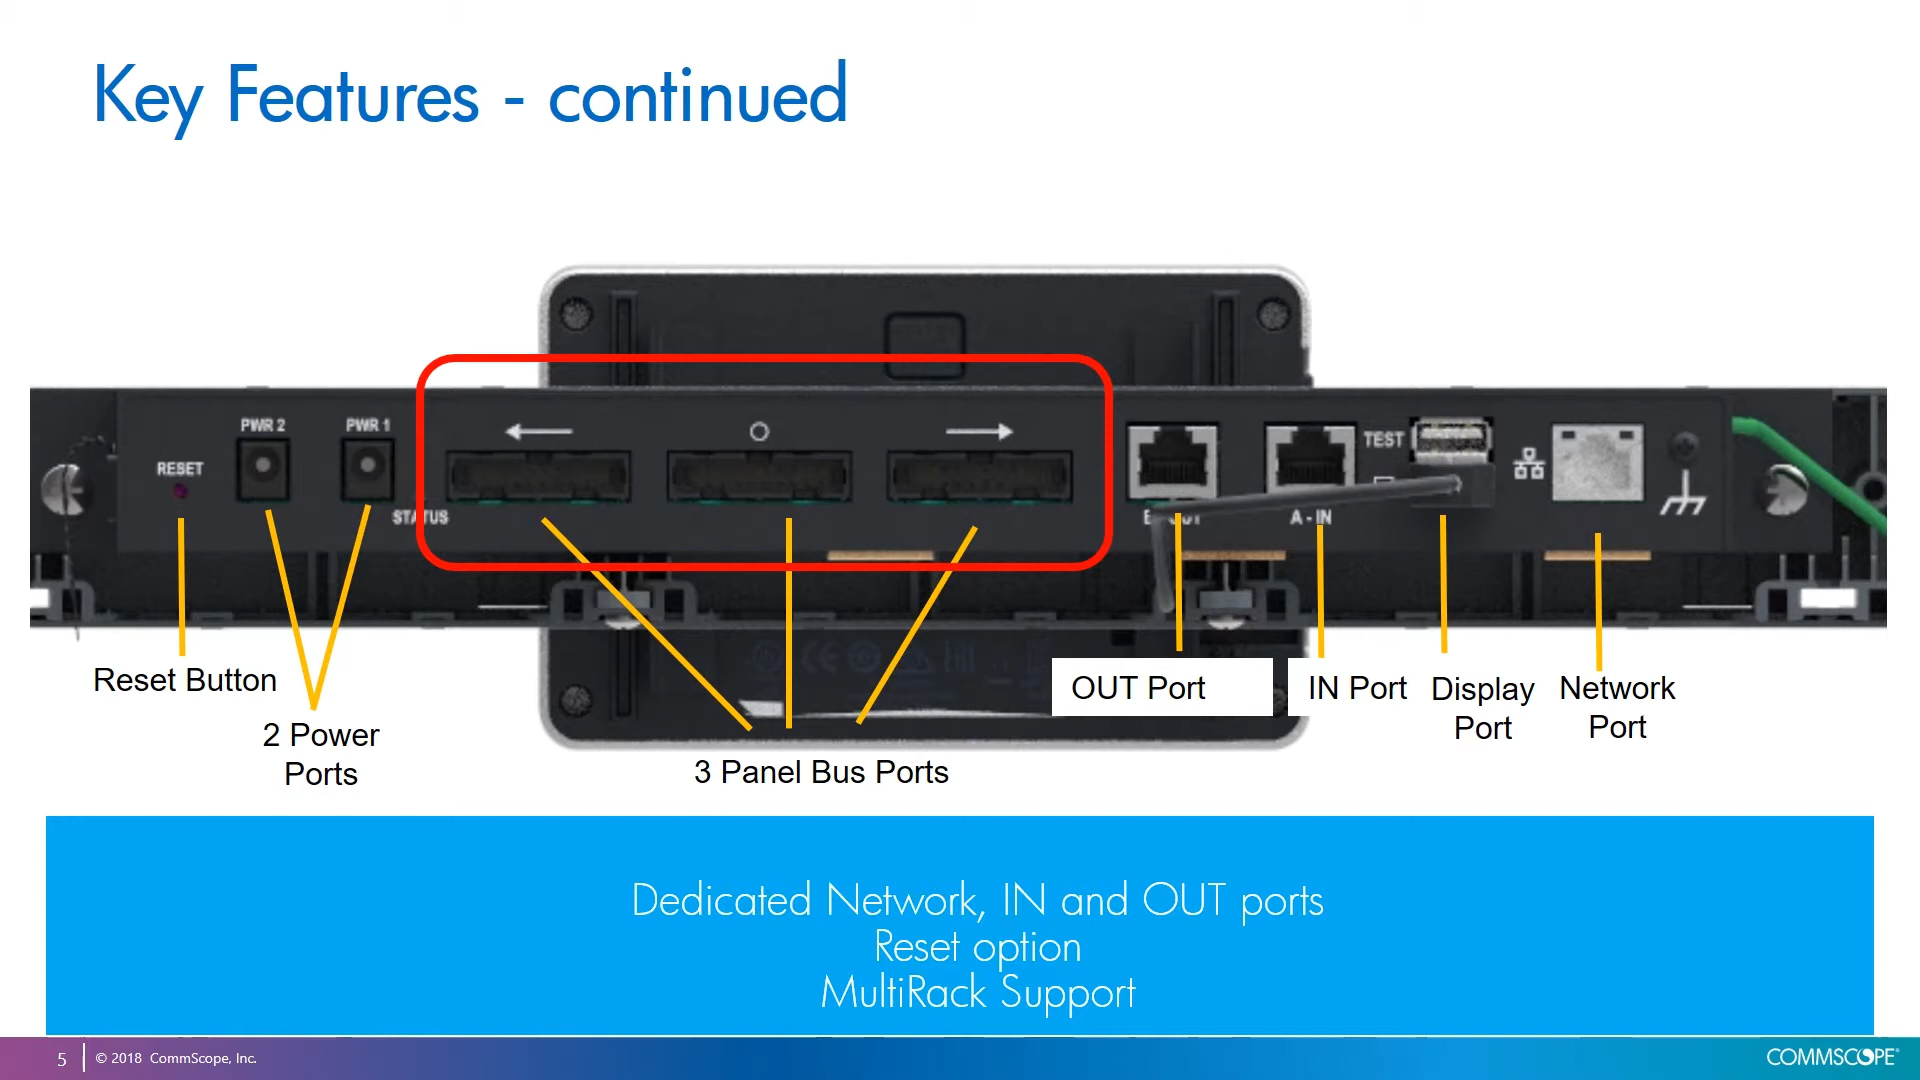 Key Features - continued
PWR 2
PWR 1
RESET
STATUS
TEST
A - IN
Reset Button
2 Power
Ports
3 Panel Bus Ports
OUT Port
IN Port
Display
Port
Network
Port
Dedicated Network, IN and OUT ports
Reset option
MultiRack Support
5
© 2018 CommScope, Inc.
COMMSCOPE®